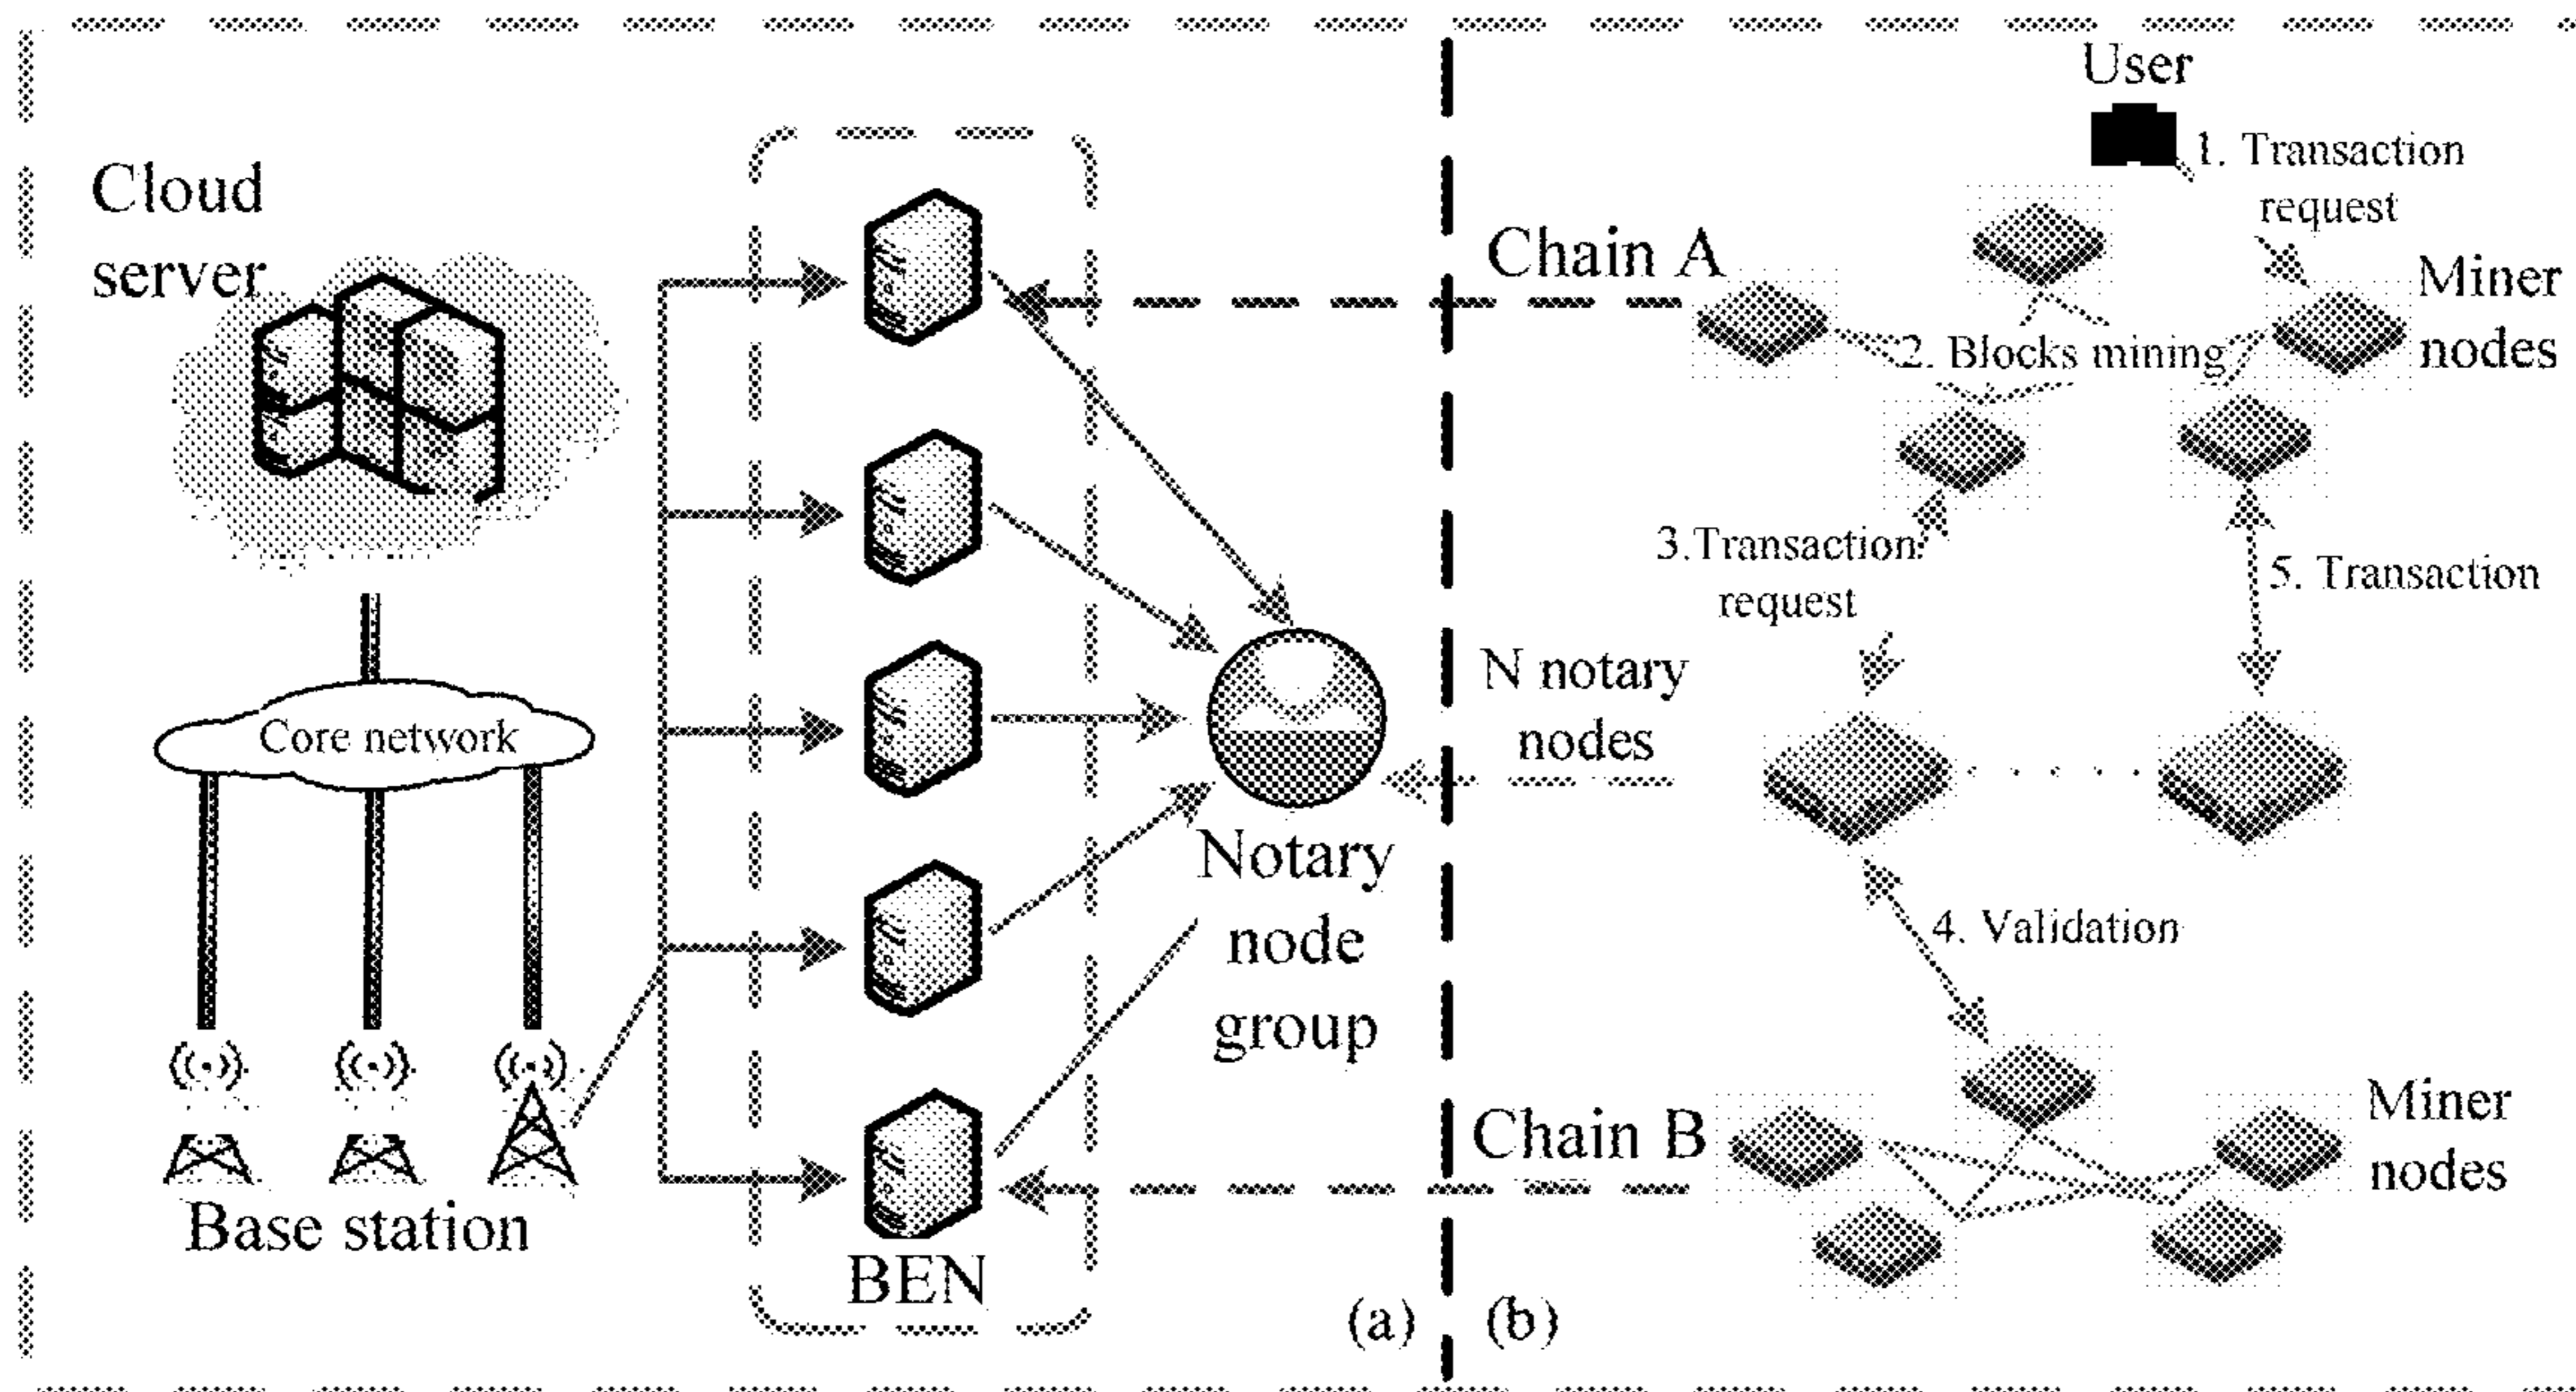 Cloud
server
Core network
Base station
BEN
Notary
node
group
(a)
(b)
User
1. Transaction
request
Chain A
Miner
nodes
2. Blocks mining
3.Transaction
request
5. Transaction
N notary
nodes
4. Validation
Chain B
Miner
nodes